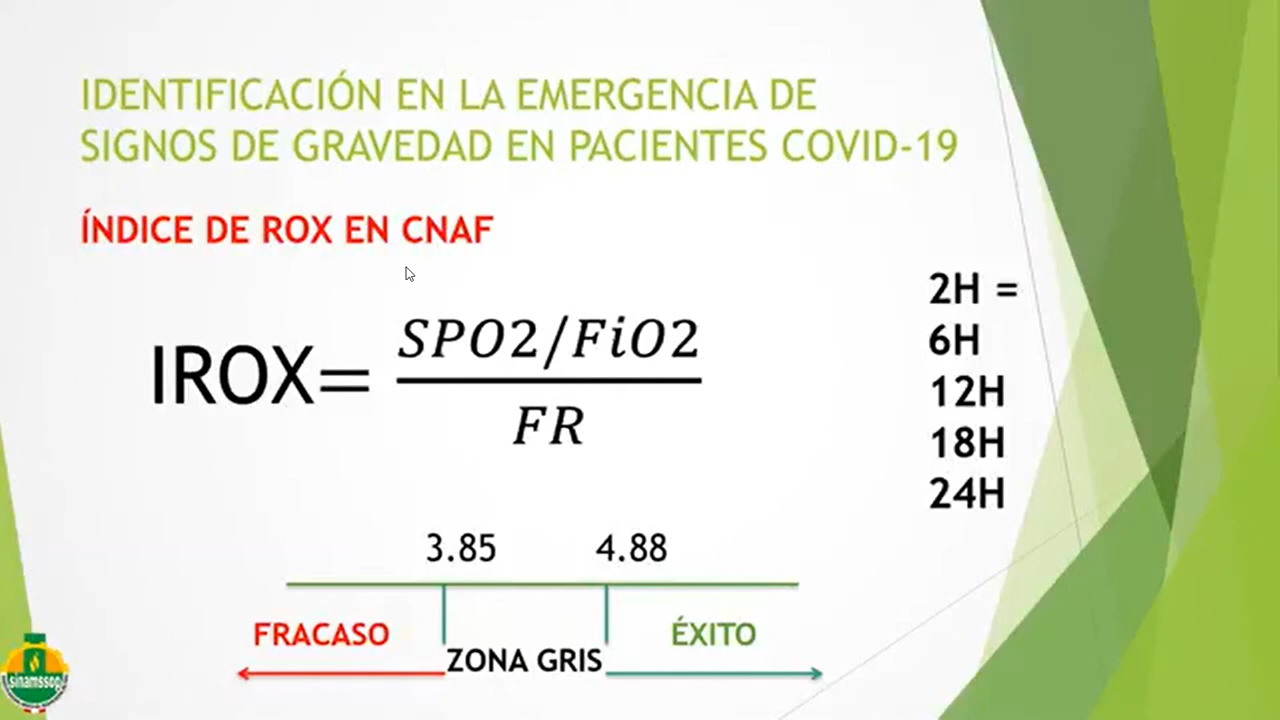 IDENTIFICACIÓN EN LA EMERGENCIA DE
SIGNOS DE GRAVEDAD EN PACIENTES COVID-19
ÍNDICE DE ROX EN CNAF
IROX= SPO2/FiO2
FR
2H =
6H
12H
18H
24H
3.85 4.88
FRACASO
ZONA GRIS
ÉXITO
sinamssop